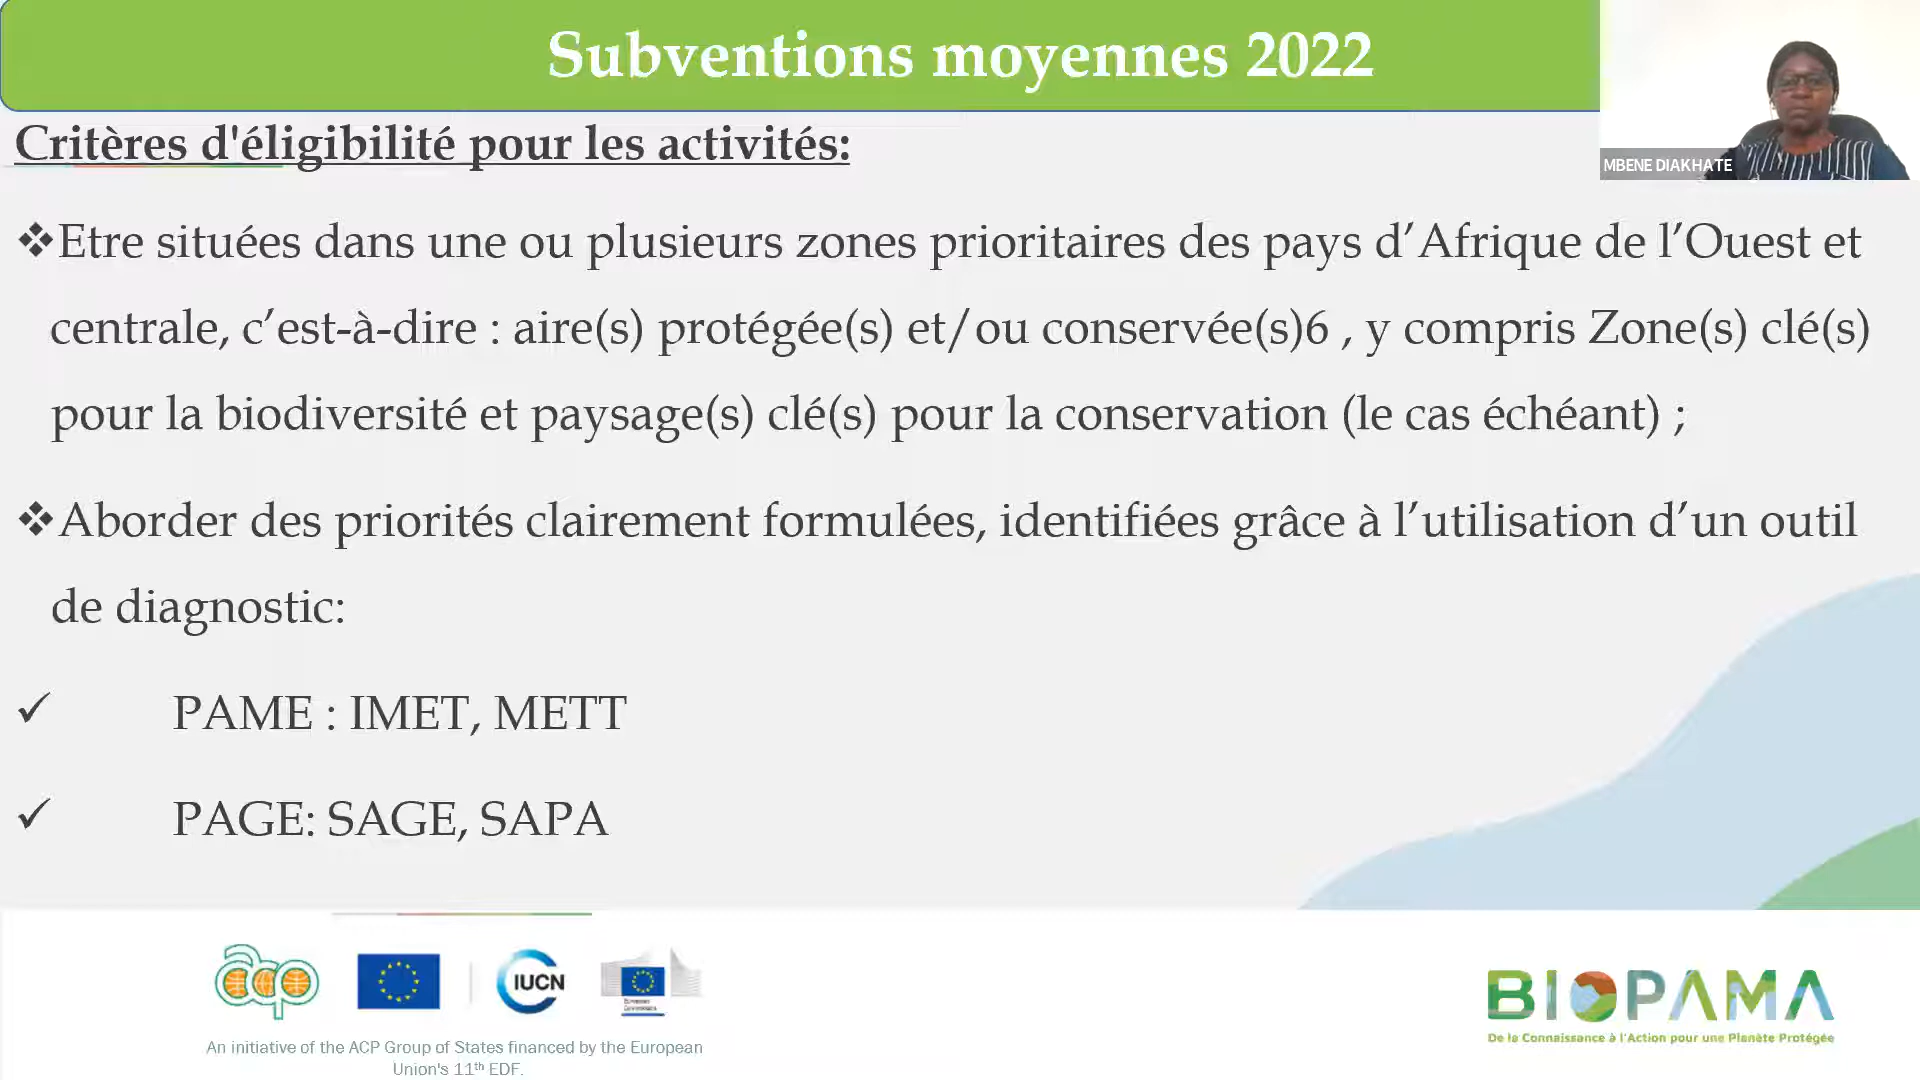 Subventions moyennes 2022
MBENE DIAKHATE
Critères d'éligibilité pour les activités:
❖Etre situées dans une ou plusieurs zones prioritaires des pays d’Afrique de l’Ouest et
centrale, c’est-à-dire : aire(s) protégée(s) et/ou conservée(s)6 , y compris Zone(s) clé(s)
pour la biodiversité et paysage(s) clé(s) pour la conservation (le cas échéant) ;
❖Aborder des priorités clairement formulées, identifiées grâce à l’utilisation d’un outil
de diagnostic:
✓ PAME : IMET, METT
✓ PAGE: SAGE, SAPA
acp
IUCN
European
Commission
An initiative of the ACP Group of States financed by the European
Union's 11th EDF.
BIOPAMA
De la Connaissance à l'Action pour une Planète Protégée